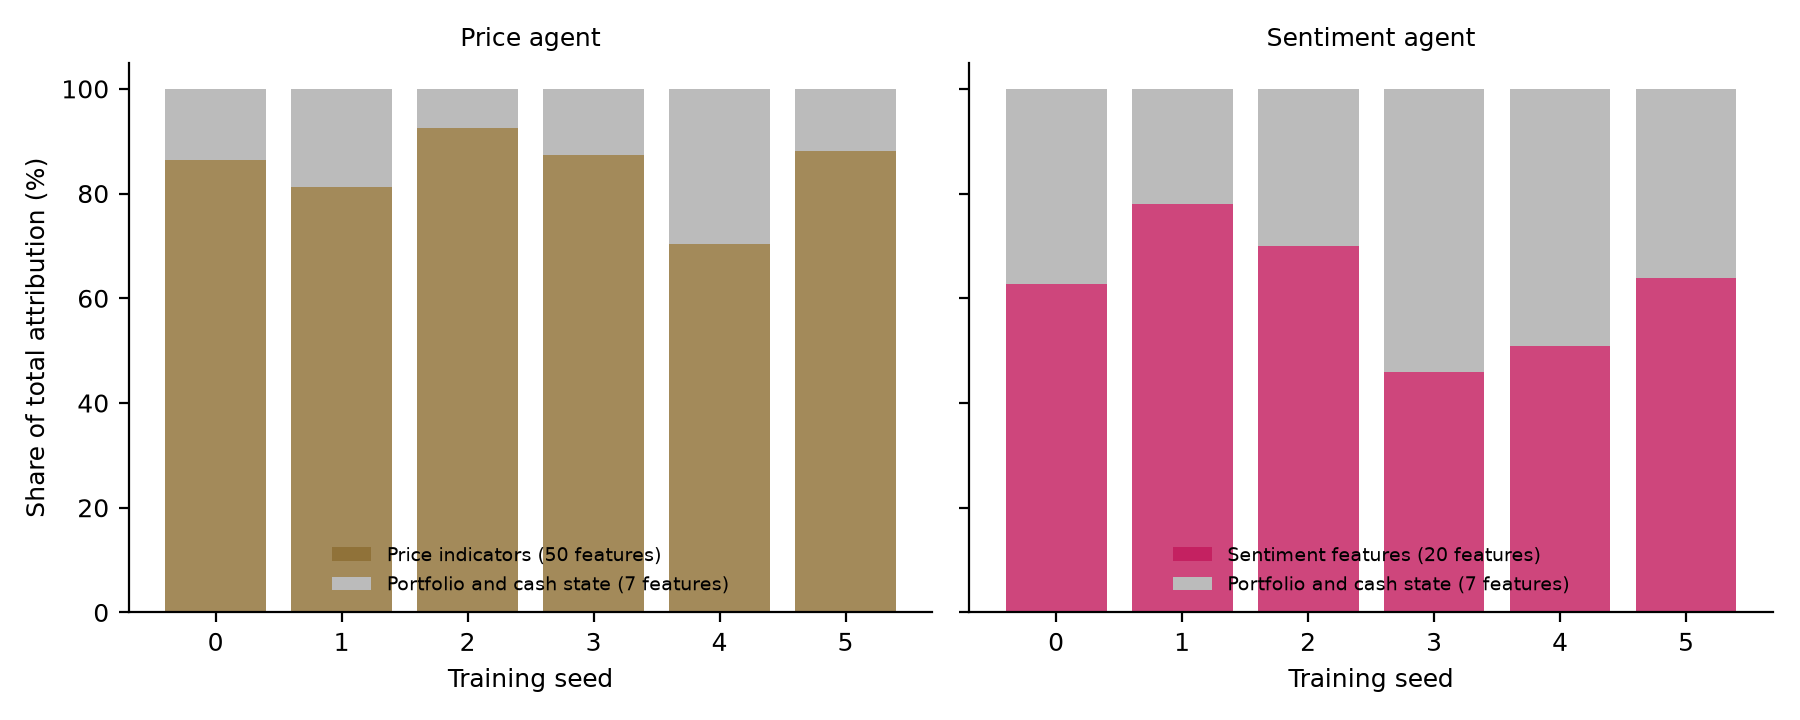 Price agent
Share of total attribution (%)
100
80
60
40
20
0
Price indicators (50 features)
Portfolio and cash state (7 features)
0 1 2 3 4 5
Training seed
Sentiment agent
Sentiment features (20 features)
Portfolio and cash state (7 features)
0 1 2 3 4 5
Training seed